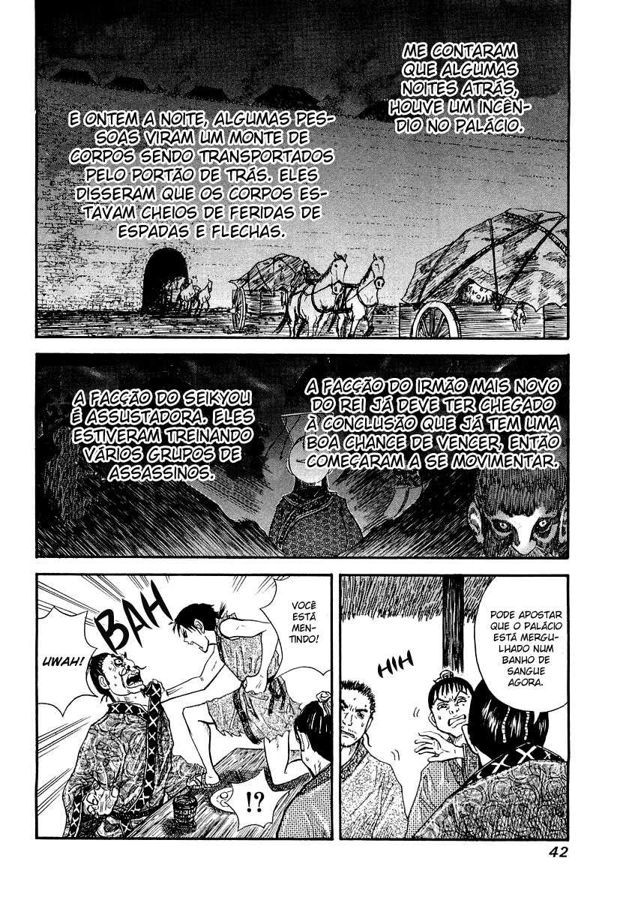 ME CONTARAM
QUE ALGUMAS
NOITES ATRÁS,
HOUVE UM INCÊN-
DIO NO PALÁCIO.
E ONTEM A NOITE, ALGUMAS PES-
SOAS VIRAM UM MONTE DE
CORPOS SENDO TRANSPORTADOS
PELO PORTÃO DE TRÁS. ELES
DISSERAM QUE OS CORPOS ES-
TAVAM CHEIOS DE FERIDAS DE
ESPADAS E FLECHAS.
A FACÇÃO DO IRMÃO MAIS NOVO
DO REI JÁ DEVE TER CHEGADO
À CONCLUSÃO QUE JÁ TEM UMA
BOA CHANCE DE VENCER, ENTÃO
COMEÇARAM A SE MOVIMENTAR.
A FACÇÃO DO SEIKYOU
É ASSUSTADORA. ELES
ESTIVERAM TREINANDO
VÁRIOS GRUPOS DE
ASSASSINOS.
PODE APOSTAR
QUE O PALÁCIO
ESTÁ MERGU-
LHADO NUM
BANHO DE
SANGUE
AGORA.
HIH
VOCÊ
ESTÁ
MEN-
TINDO!
BAH
UWAH!
!?
42